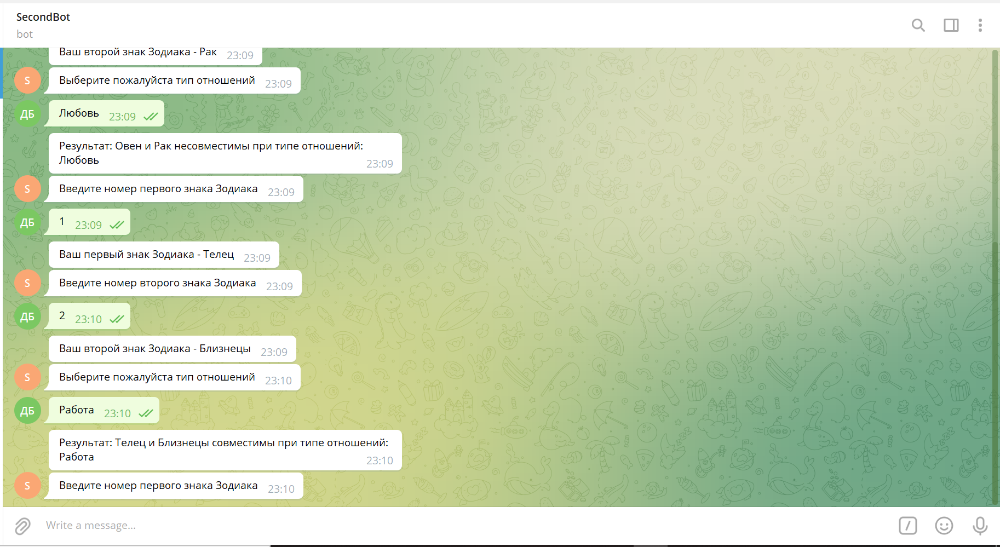 SecondBot
bot
Ваш второй знак Зодиака - Рак 23:09
S
Выберите пожалуйста тип отношений 23:09
ДБ
Любовь 23:09
Результат: Овен и Рак несовместимы при типе отношений:
Любовь 23:09
S
Введите номер первого знака Зодиака 23:09
ДБ
1 23:09
Ваш первый знак Зодиака - Телец 23:09
S
Введите номер второго знака Зодиака 23:09
ДБ
2 23:10
Ваш второй знак Зодиака - Близнецы 23:09
S
Выберите пожалуйста тип отношений 23:10
ДБ
Работа 23:10
Результат: Телец и Близнецы совместимы при типе отношений:
Работа 23:10
S
Введите номер первого знака Зодиака 23:10
Write a message...